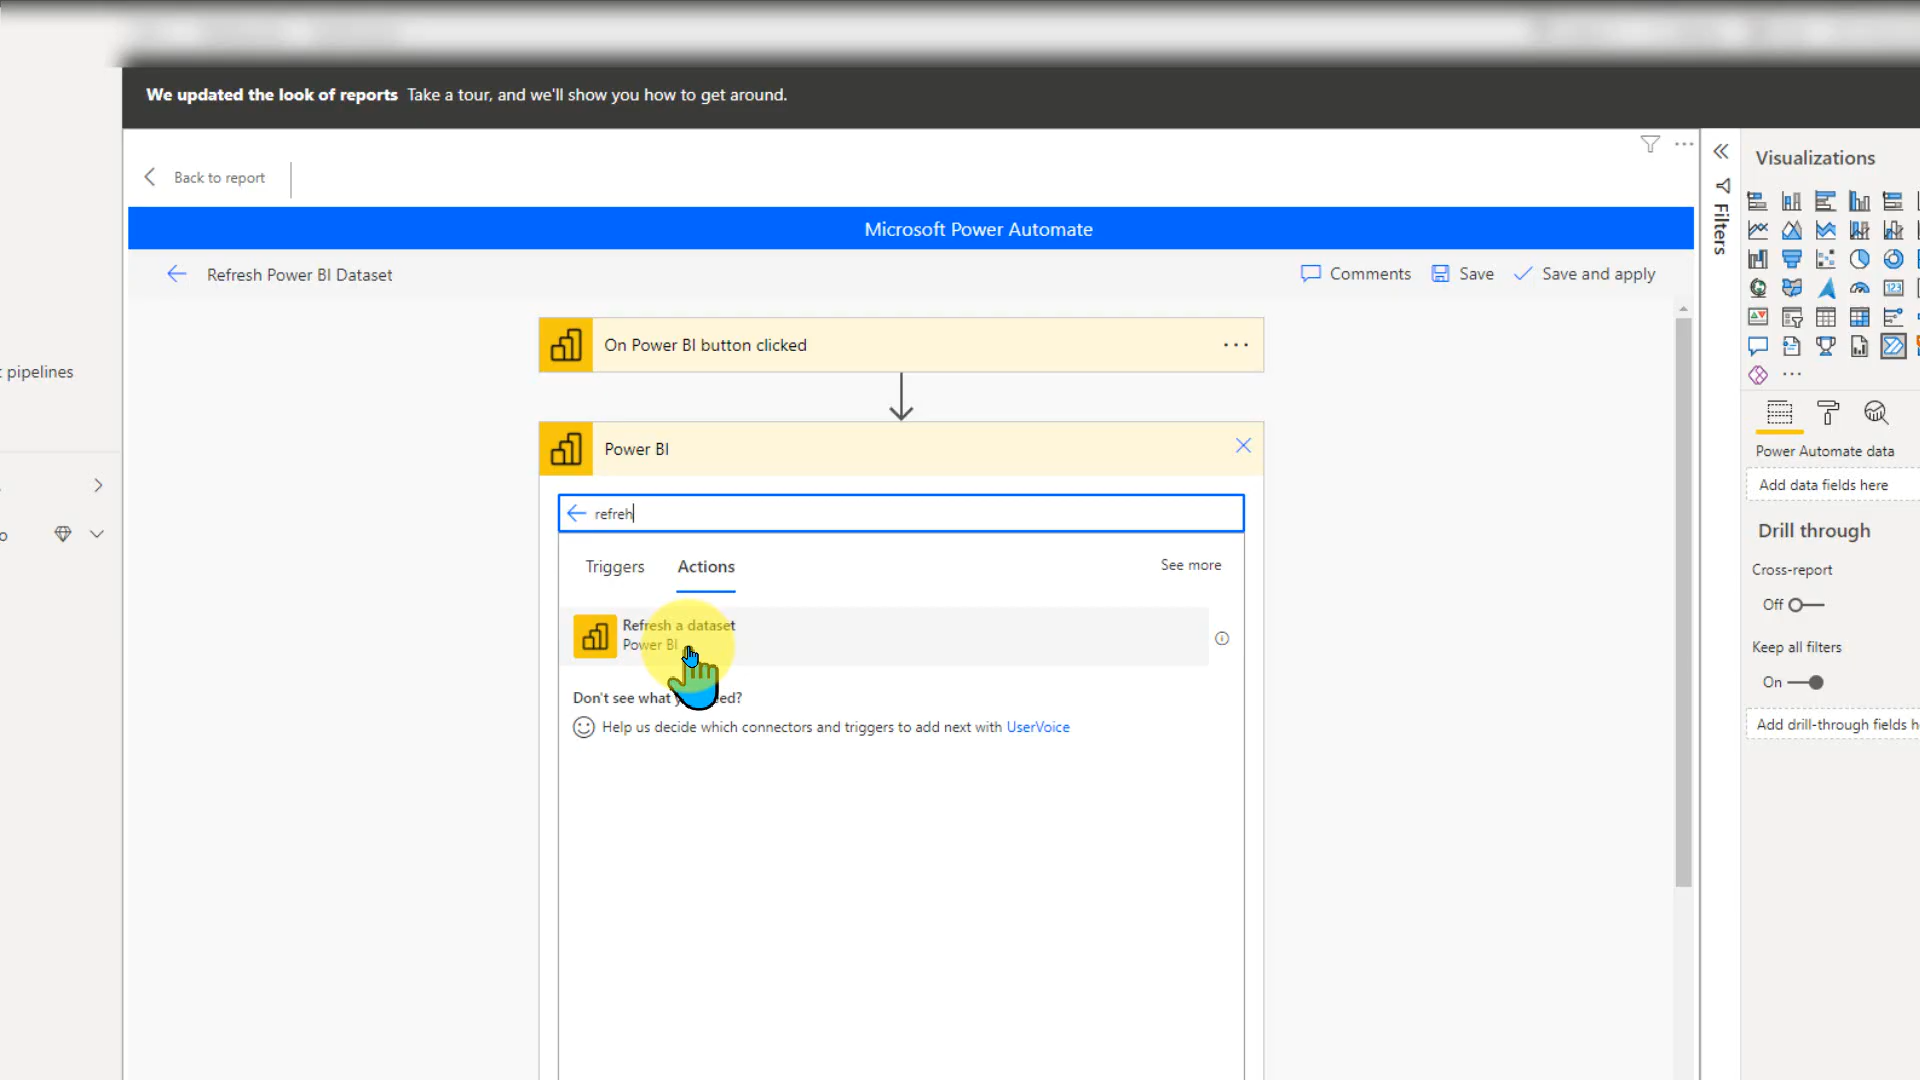 We updated the look of reports Take a tour, and we'll show you how to get around.
Back to report
Microsoft Power Automate
Refresh Power BI Dataset
Comments
Save
Save and apply
On Power BI button clicked
Power BI
refreh
Triggers
Actions
See more
Refresh a dataset
Power BI
Don't see what
Help us decide which connectors and triggers to add next with UserVoice
pipelines
Filters
Visualizations
Power Automate data
Add data fields here
Drill through
Cross-report
Off
Keep all filters
On
Add drill-through fields